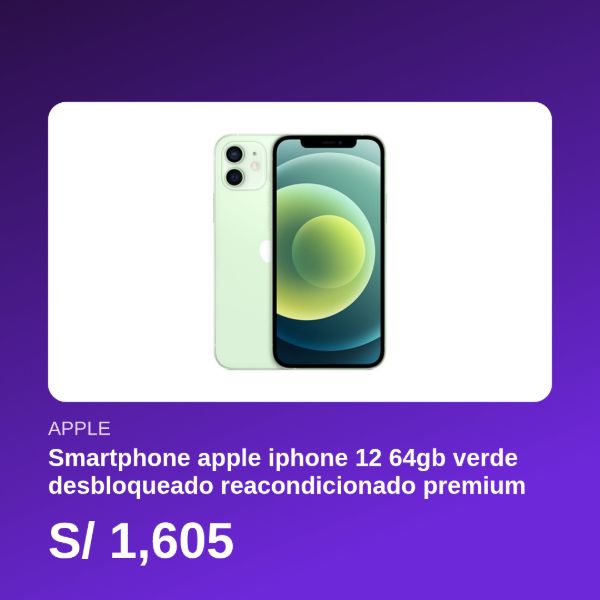 APPLE
Smartphone apple iphone 12 64gb verde
desbloqueado reacondicionado premium
S/ 1,605